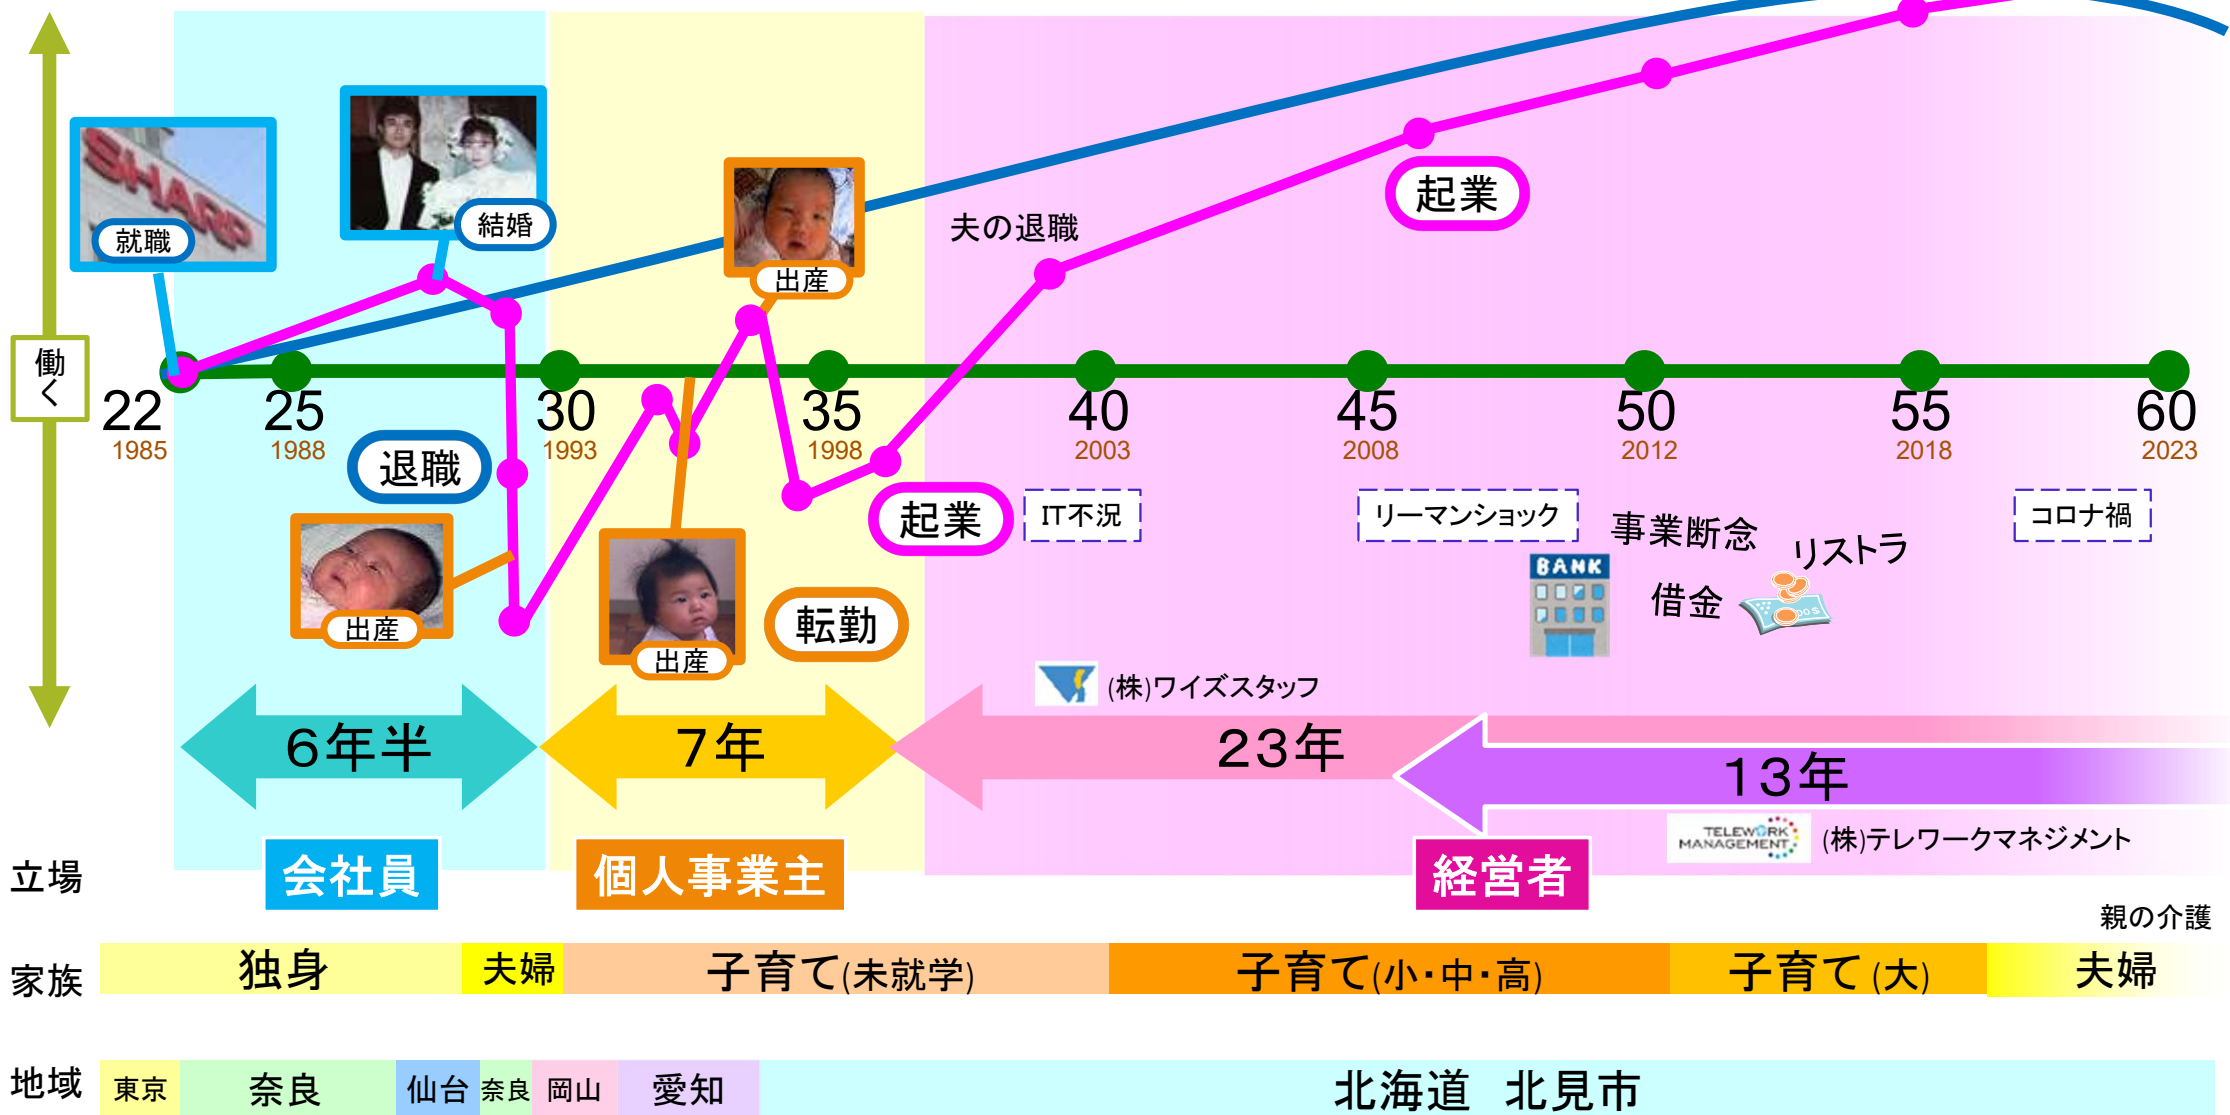 SHARP
就職
結婚
出産
夫の退職
起業
働
く
22
25
30
35
40
45
50
55
60
1985
1988
1993
1998
2003
2008
2012
2018
2023
退職
起業
IT不況
リーマンショック
事業断念
リストラ
コロナ禍
BANK
借金
出産
出産
転勤
(株)ワイズスタッフ
6年半
7年
23年
13年
TELEWORK
MANAGEMENT
(株)テレワークマネジメント
立場
会社員
個人事業主
経営者
親の介護
家族
独身
夫婦
子育て(未就学)
子育て(小・中・高)
子育て(大)
夫婦
地域
東京
奈良
仙台
奈良
岡山
愛知
北海道 北見市